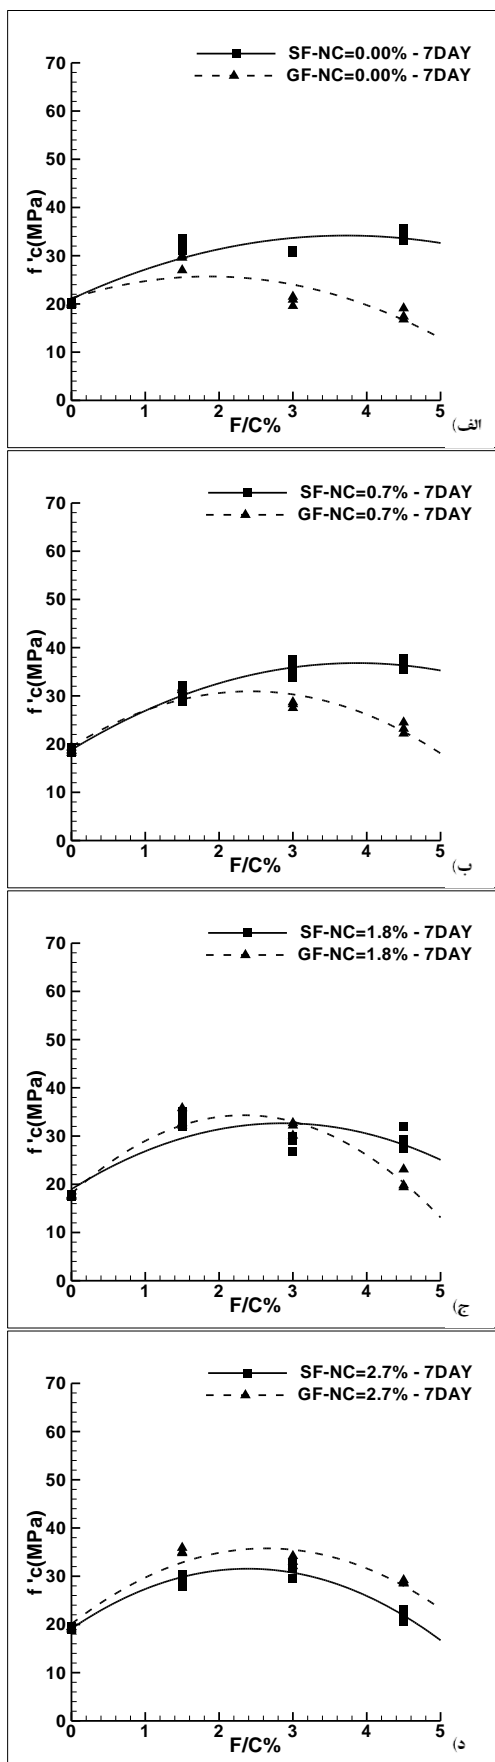 SF-NC=0.00% - 7DAY
GF-NC=0.00% - 7DAY
70
60
50
40
30
20
10
0
f 'c(MPa)
0 1 2 3 4 5
F/C%
الف)
SF-NC=0.7% - 7DAY
GF-NC=0.7% - 7DAY
70
60
50
40
30
20
10
0
f 'c(MPa)
0 1 2 3 4 5
F/C%
ب)
SF-NC=1.8% - 7DAY
GF-NC=1.8% - 7DAY
70
60
50
40
30
20
10
0
f 'c(MPa)
0 1 2 3 4 5
F/C%
ج)
SF-NC=2.7% - 7DAY
GF-NC=2.7% - 7DAY
70
60
50
40
30
20
10
0
f 'c(MPa)
0 1 2 3 4 5
F/C%
د)